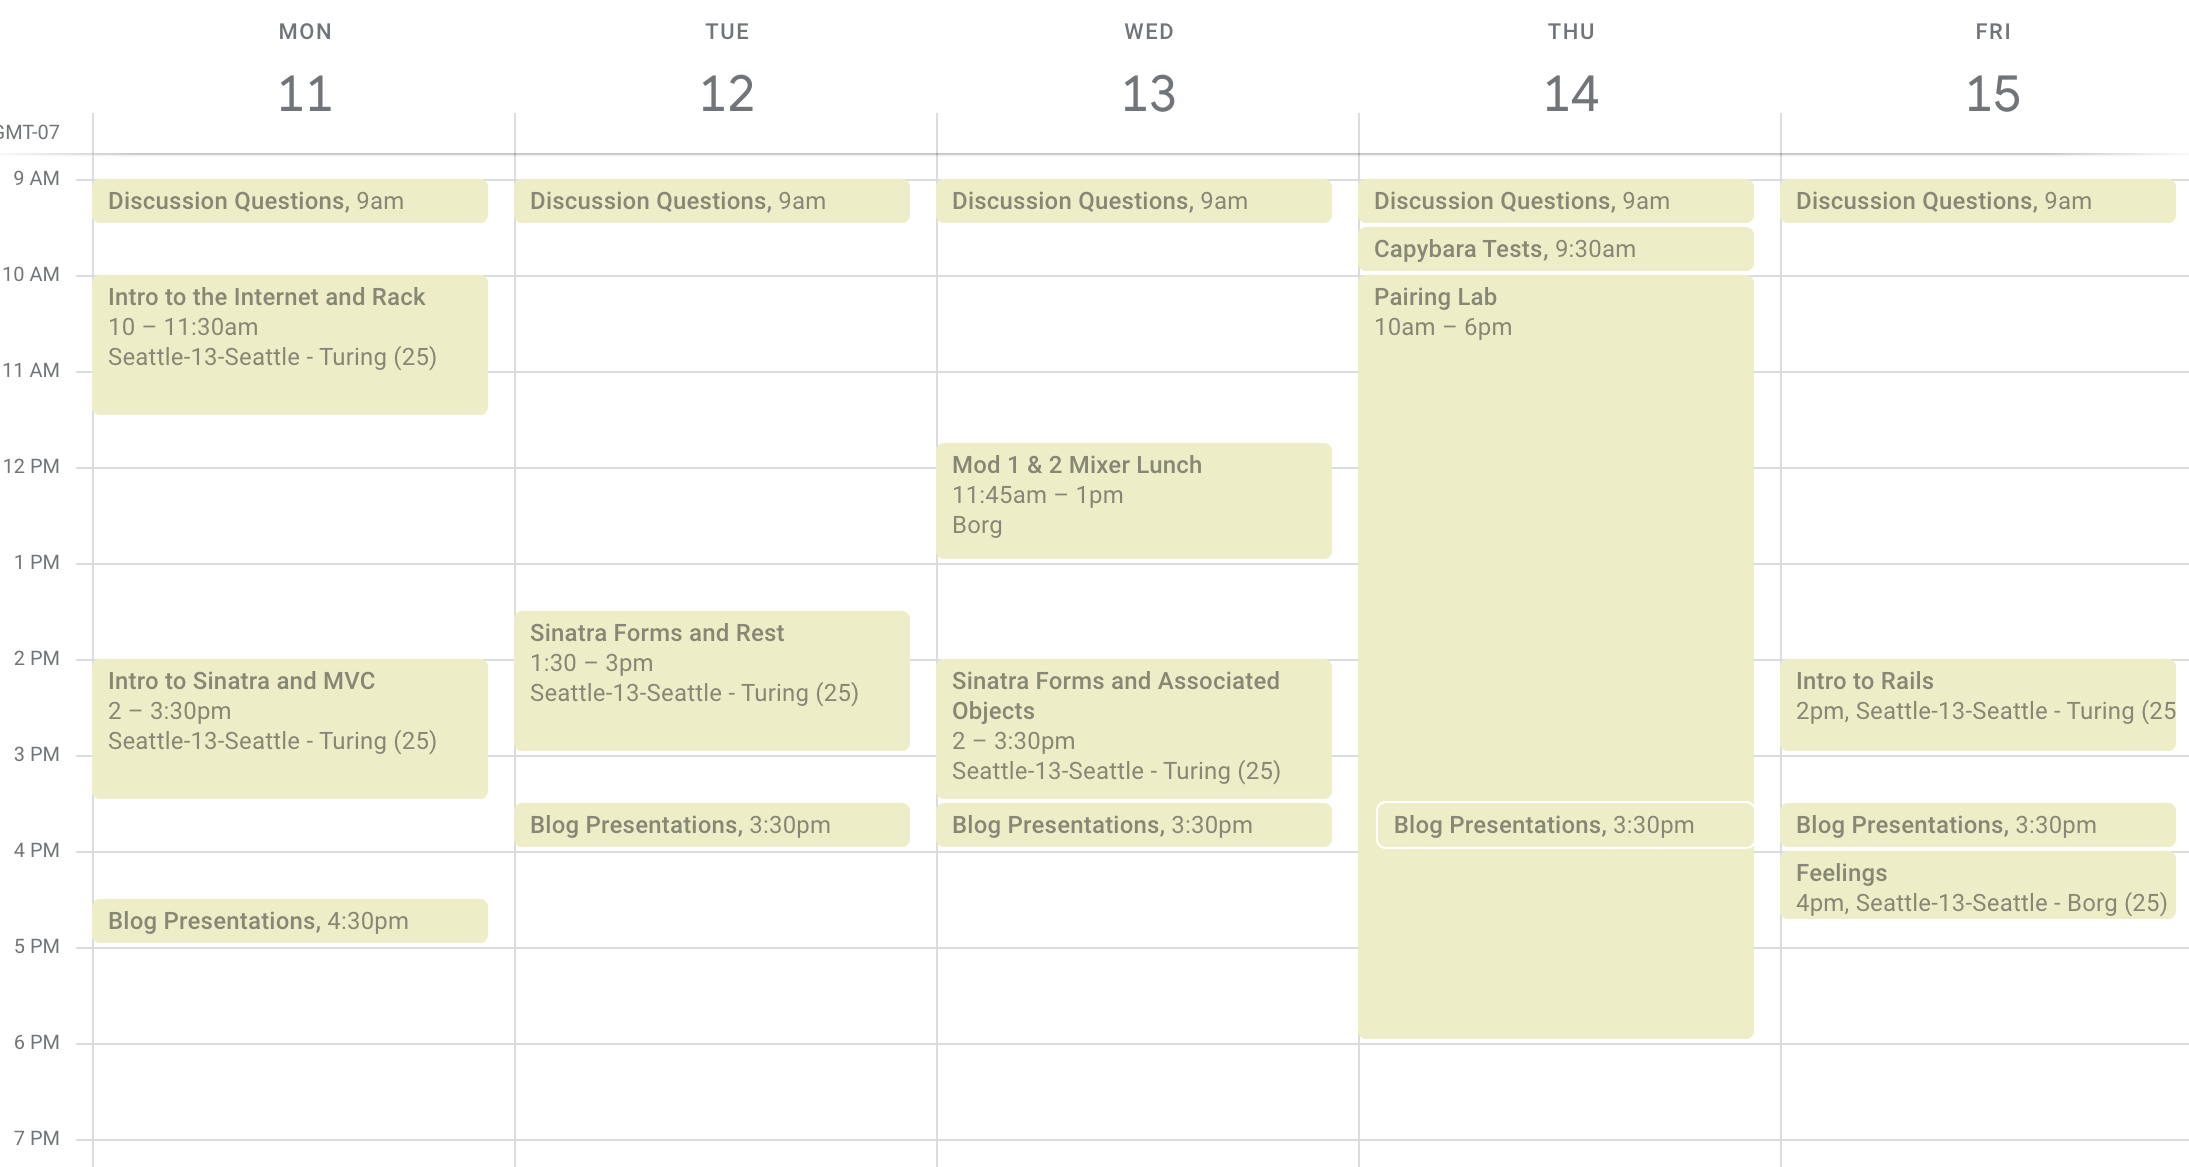 MON
TUE
WED
THU
FRI
11
12
13
14
15
GMT-07
9 AM
10 AM
11 AM
12 PM
1 PM
2 PM
3 PM
4 PM
5 PM
6 PM
7 PM
Discussion Questions, 9am
Intro to the Internet and Rack
10 – 11:30am
Seattle-13-Seattle - Turing (25)
Intro to Sinatra and MVC
2 – 3:30pm
Seattle-13-Seattle - Turing (25)
Blog Presentations, 4:30pm
Discussion Questions, 9am
Sinatra Forms and Rest
1:30 – 3pm
Seattle-13-Seattle - Turing (25)
Blog Presentations, 3:30pm
Discussion Questions, 9am
Mod 1 & 2 Mixer Lunch
11:45am – 1pm
Borg
Sinatra Forms and Associated
Objects
2 – 3:30pm
Seattle-13-Seattle - Turing (25)
Blog Presentations, 3:30pm
Discussion Questions, 9am
Capybara Tests, 9:30am
Pairing Lab
10am – 6pm
Blog Presentations, 3:30pm
Discussion Questions, 9am
Intro to Rails
2pm, Seattle-13-Seattle - Turing (25
Blog Presentations, 3:30pm
Feelings
4pm, Seattle-13-Seattle - Borg (25)